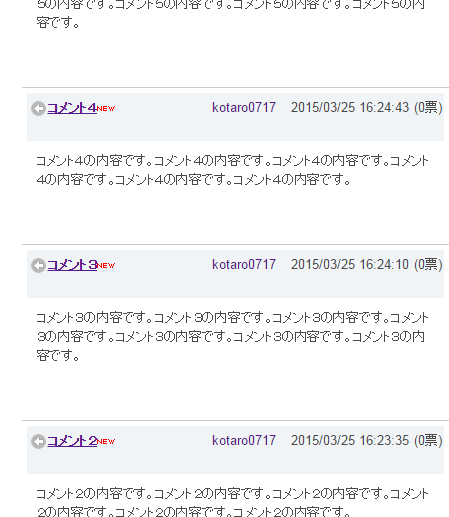 5の内容です。コメント5の内容です。コメント5の内容です。コメント5の内
容です。
コメント4NEW kotaro0717 2015/03/25 16:24:43 (0票)
コメント4の内容です。コメント4の内容です。コメント4の内容です。コメント
4の内容です。コメント4の内容です。コメント4の内容です。
コメント3NEW kotaro0717 2015/03/25 16:24:10 (0票)
コメント3の内容です。コメント3の内容です。コメント3の内容です。コメント
3の内容です。コメント3の内容です。コメント3の内容です。コメント3の内
容です。
コメント2NEW kotaro0717 2015/03/25 16:23:35 (0票)
コメント2の内容です。コメント2の内容です。コメント2の内容です。コメント
2の内容です。コメント2の内容です。コメント2の内容です。